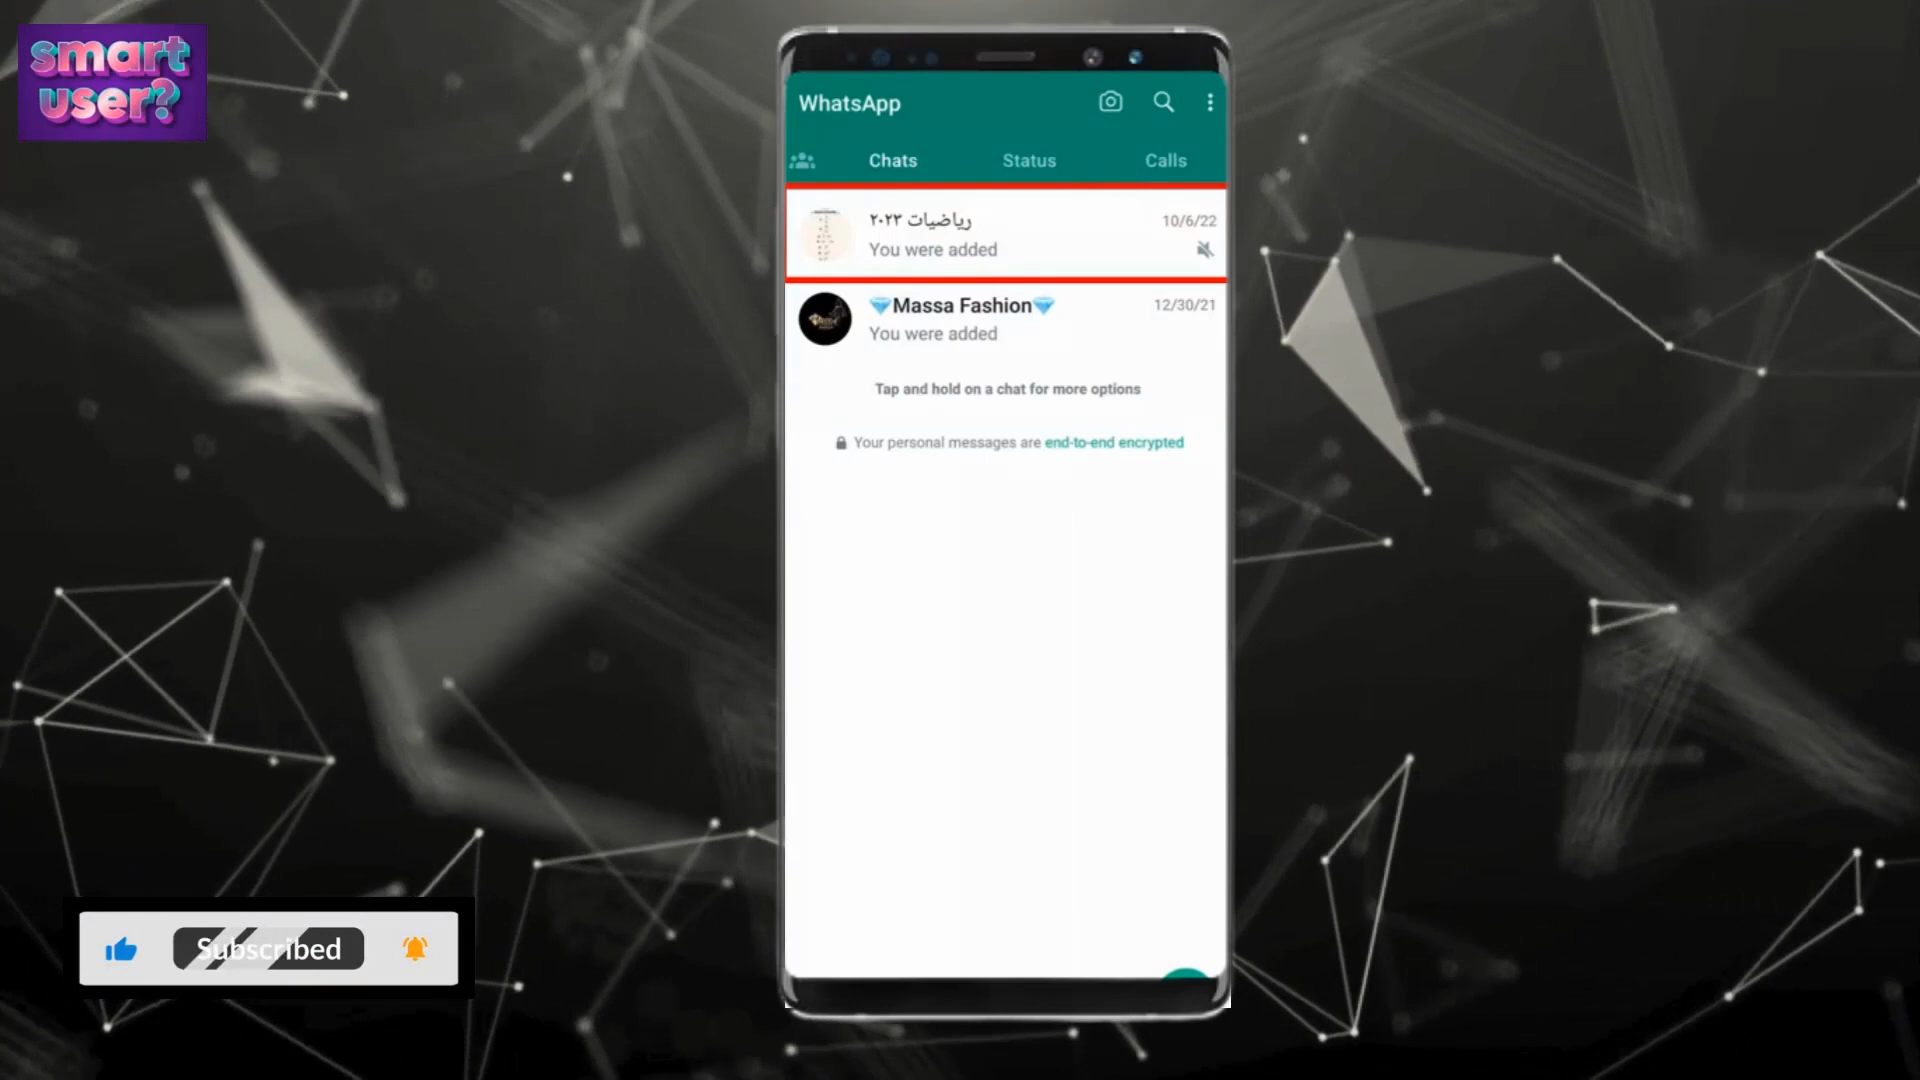 smart
user?
WhatsApp
Chats
Status
Calls
رياضيات ٢٠٢٣
10/6/22
You were added
💎Massa Fashion💎
12/30/21
You were added
Tap and hold on a chat for more options
Your personal messages are end-to-end encrypted
Subscribed